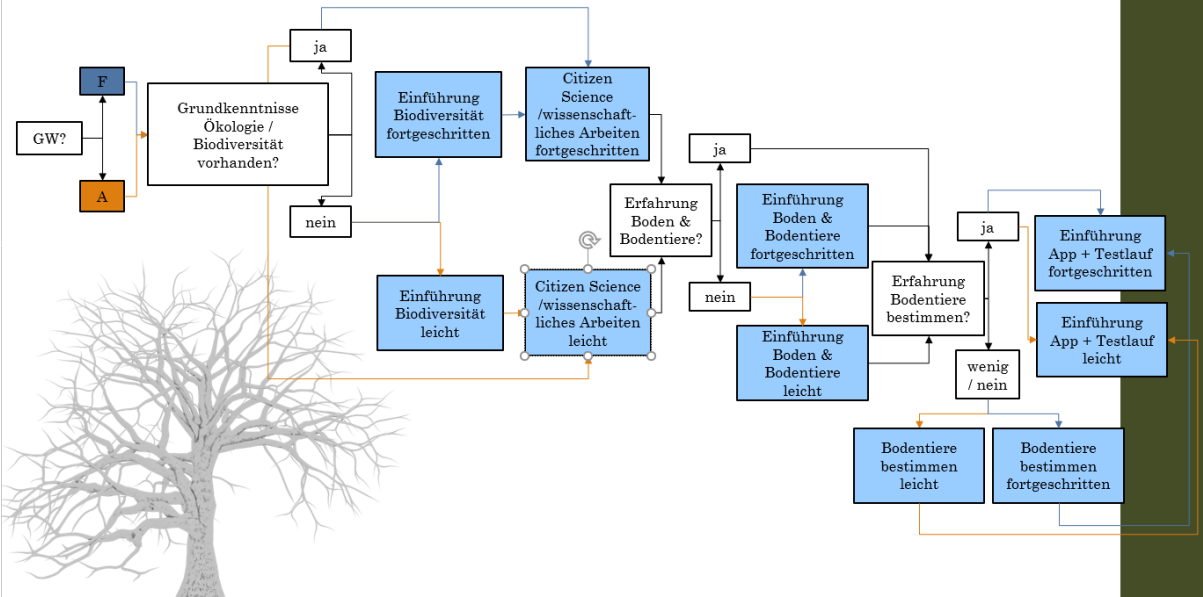 GW?
F
A
Grundkenntnisse
Ökologie /
Biodiversität
vorhanden?
ja
nein
Einführung
Biodiversität
fortgeschritten
Einführung
Biodiversität
leicht
Citizen
Science
/wissenschaft-
liches Arbeiten
fortgeschritten
Citizen Science
/wissenschaft-
liches Arbeiten
leicht
Erfahrung
Boden &
Bodentiere?
ja
nein
Einführung
Boden &
Bodentiere
fortgeschritten
Einführung
Boden &
Bodentiere
leicht
Erfahrung
Bodentiere
bestimmen?
ja
wenig
/ nein
Einführung
App + Testlauf
fortgeschritten
Einführung
App + Testlauf
leicht
Bodentiere
bestimmen
leicht
Bodentiere
bestimmen
fortgeschritten